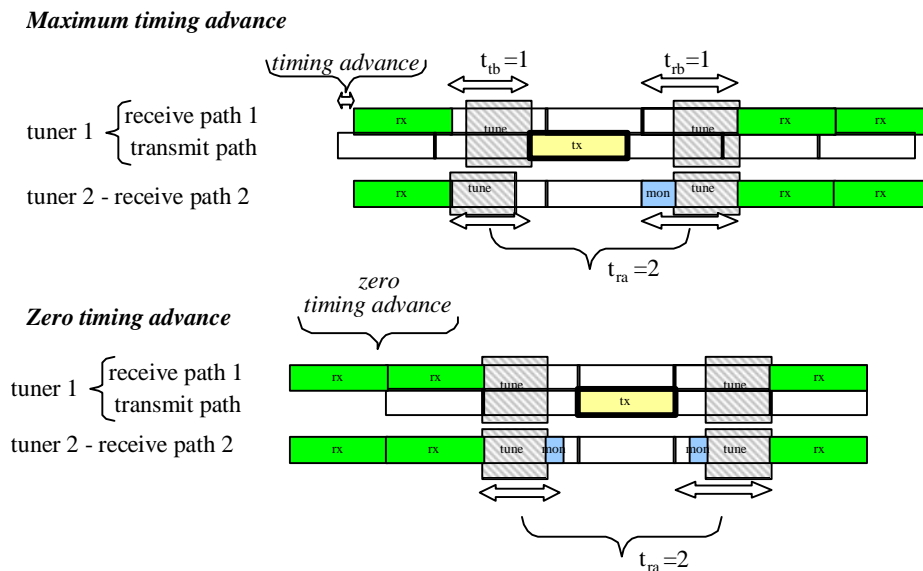 Maximum timing advance
timing advance
t_tb =1
t_rb =1
tuner 1
receive path 1
transmit path
rx
tune
tune
rx
rx
tx
tuner 2 - receive path 2
rx
tune
mon
tune
rx
rx
t_ra =2
zero
timing advance
Zero timing advance
tuner 1
receive path 1
transmit path
rx
rx
tune
tune
rx
tx
tuner 2 - receive path 2
rx
rx
tune
mon
mon
tune
rx
t_ra =2